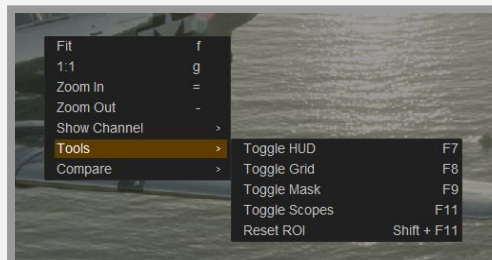 Fit f
1:1 g
Zoom In =
Zoom Out -
Show Channel >
Tools >
Compare >
Toggle HUD F7
Toggle Grid F8
Toggle Mask F9
Toggle Scopes F11
Reset ROI Shift + F11